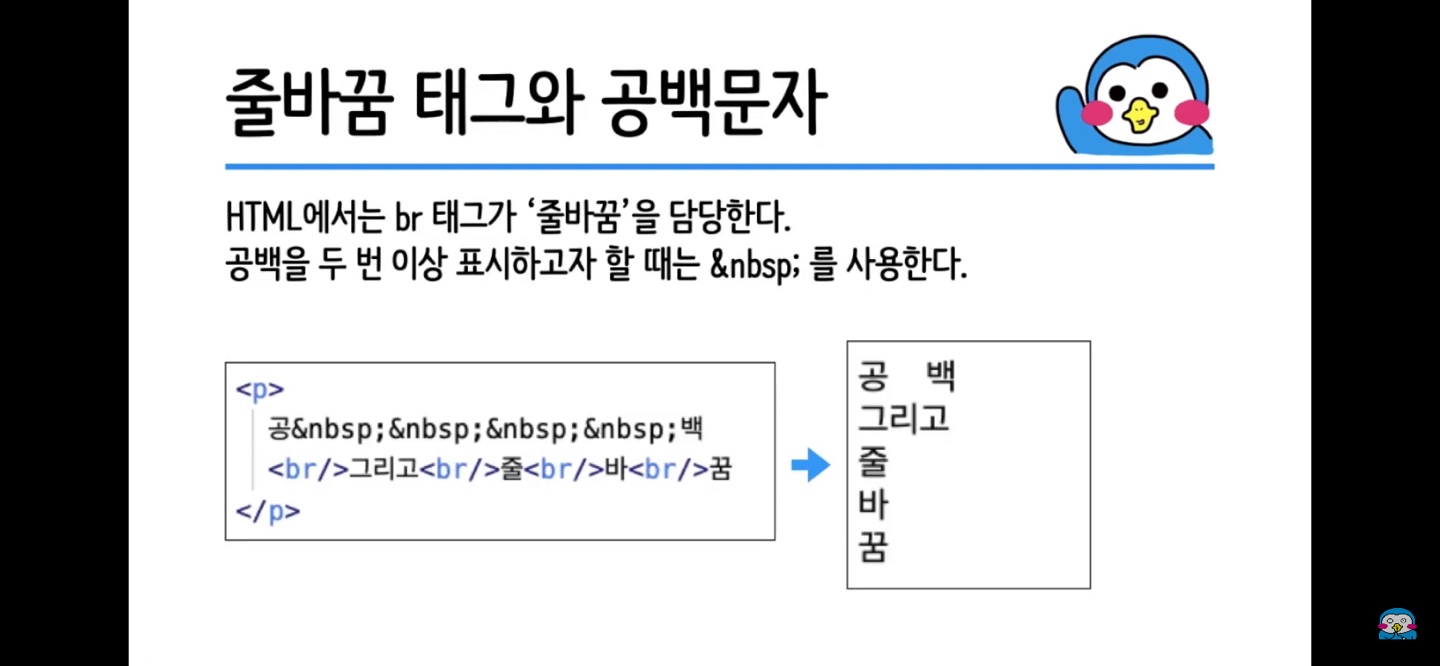 줄바꿈 태그와 공백문자
HTML에서는 br 태그가 ‘줄바꿈’을 담당한다.
공백을 두 번 이상 표시하고자 할 때는 &nbsp; 를 사용한다.
<p>
공&nbsp;&nbsp;&nbsp;&nbsp;백
<br/>그리고<br/>줄<br/>바<br/>꿈
</p>
공    백
그리고
줄
바
꿈